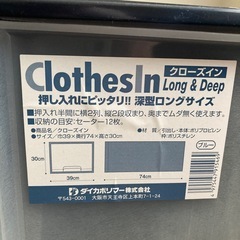 ClothesIn
クローズイン
Long & Deep
押し入れにピッタリ!! 深型ロングサイズ
■押入れ半間に横2列、縦2段収まり、奥までムダ無く使えます。
■収納の目安:セーター12枚。
■商品名/クローズイン
■サイズ/巾39×奥行74×高さ30cm
■材質/引出し・本体:ポリプロピレン
枠:ポリスチレン
30cm
39cm
74cm
ブルー
ダイカポリマー株式会社
〒543-0001 大阪市天王寺区上本町7-1-24